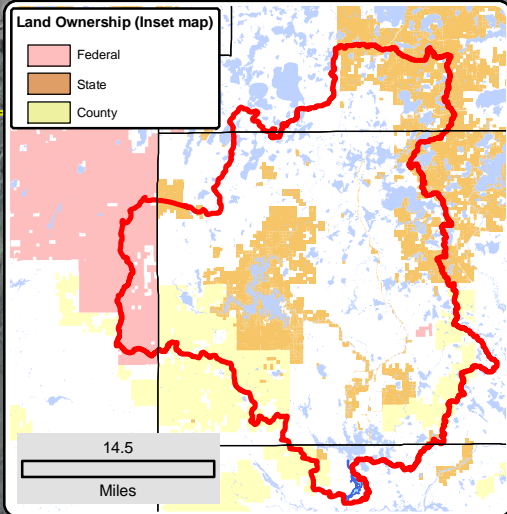 Land Ownership (Inset map)
Federal
State
County
14.5
Miles